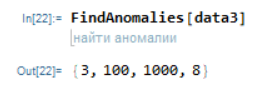 In[22]:= FindAnomalies[data3]
найти аномалии
Out[22]= {3, 100, 1000, 8}